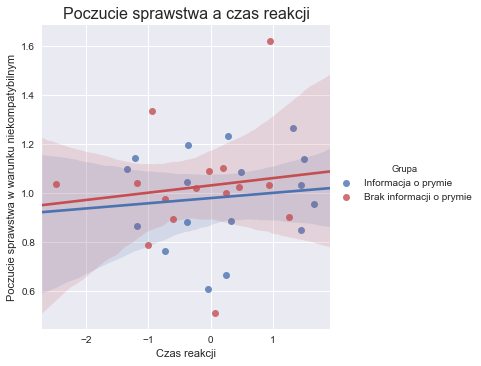 Poczucie sprawstwa a czas reakcji
Poczucie sprawstwa w warunku niekompatybilnym
1.6
1.4
1.2
1.0
0.8
0.6
−2
−1
0
1
Czas reakcji
Grupa
Informacja o prymie
Brak informacji o prymie